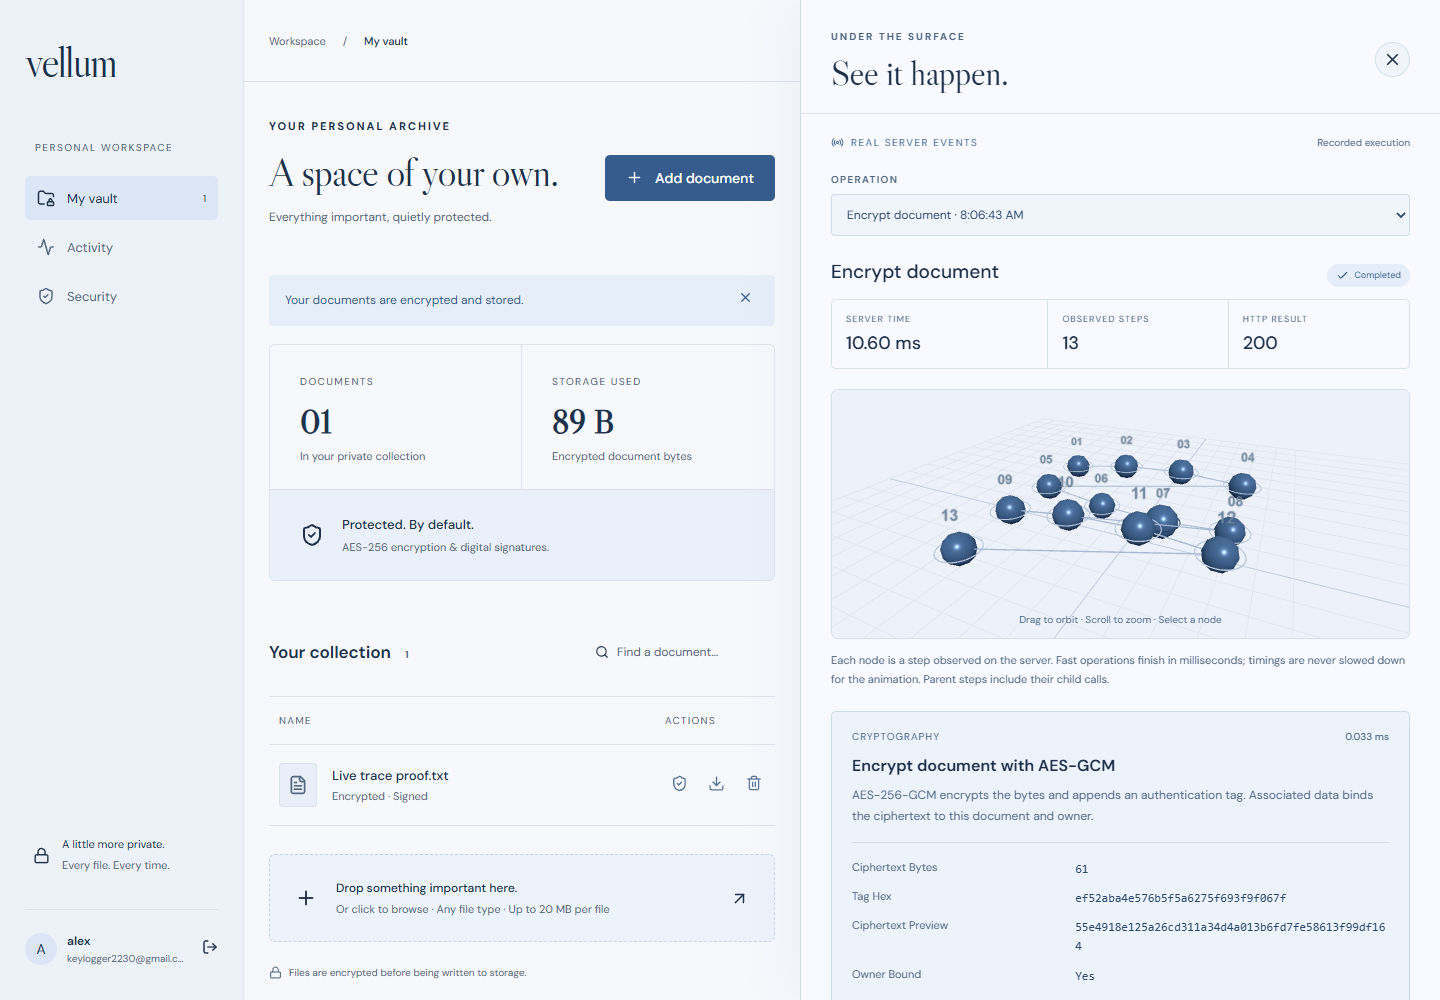 vellum
PERSONAL WORKSPACE
My vault 1
Activity
Security
A little more private.
Every file. Every time.
A
alex
keylogger2230@gmail.c...
Workspace / My vault
YOUR PERSONAL ARCHIVE
A space of your own.
+ Add document
Everything important, quietly protected.
Your documents are encrypted and stored.
DOCUMENTS
01
In your private collection
STORAGE USED
89 B
Encrypted document bytes
Protected. By default.
AES-256 encryption & digital signatures.
Your collection 1
Find a document...
NAME ACTIONS
Live trace proof.txt
Encrypted · Signed
Drop something important here.
Or click to browse · Any file type · Up to 20 MB per file
Files are encrypted before being written to storage.
UNDER THE SURFACE
See it happen.
REAL SERVER EVENTS
Recorded execution
OPERATION
Encrypt document · 8:06:43 AM
Encrypt document
Completed
SERVER TIME
10.60 ms
OBSERVED STEPS
13
HTTP RESULT
200
01 02 03
05 04
09 10 06 11 07 08
13 12
Drag to orbit · Scroll to zoom · Select a node
Each node is a step observed on the server. Fast operations finish in milliseconds; timings are never slowed down
for the animation. Parent steps include their child calls.
CRYPTOGRAPHY 0.033 ms
Encrypt document with AES-GCM
AES-256-GCM encrypts the bytes and appends an authentication tag. Associated data binds
the ciphertext to this document and owner.
Ciphertext Bytes 61
Tag Hex ef52aba4e576b5f5a6275f693f9f067f
Ciphertext Preview 55e4918e125a26cd311a34d4a013b6fd7fe58613f99df16
4
Owner Bound Yes